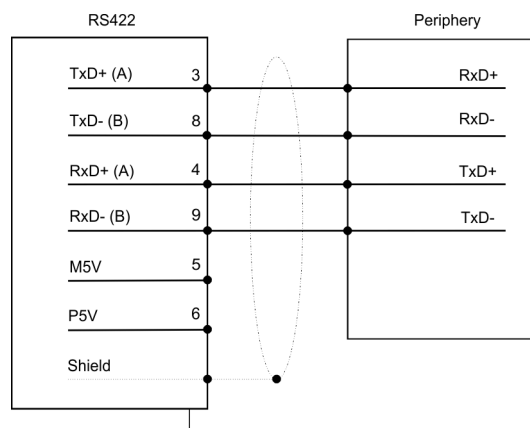 RS422 Periphery
TxD+ (A) 3 RxD+
TxD- (B) 8 RxD-
RxD+ (A) 4 TxD+
RxD- (B) 9 TxD-
M5V 5
P5V 6
Shield